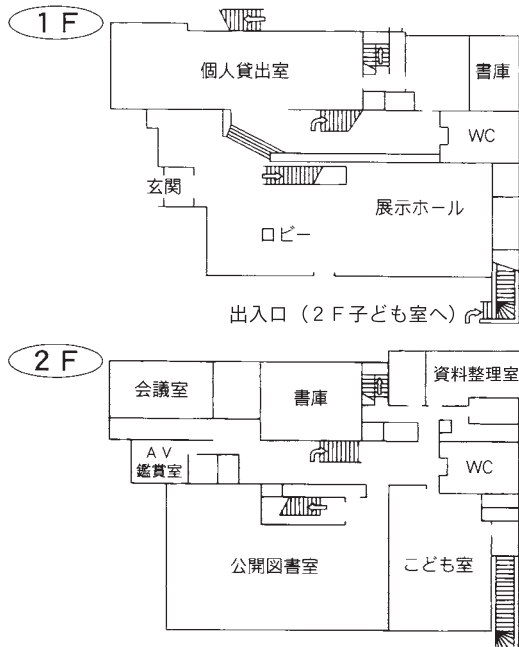 1F
個人貸出室
書庫
WC
玄関
展示ホール
ロビー
出入口（2F子ども室へ）
2F
会議室
書庫
資料整理室
AV
鑑賞室
WC
公開図書室
こども室